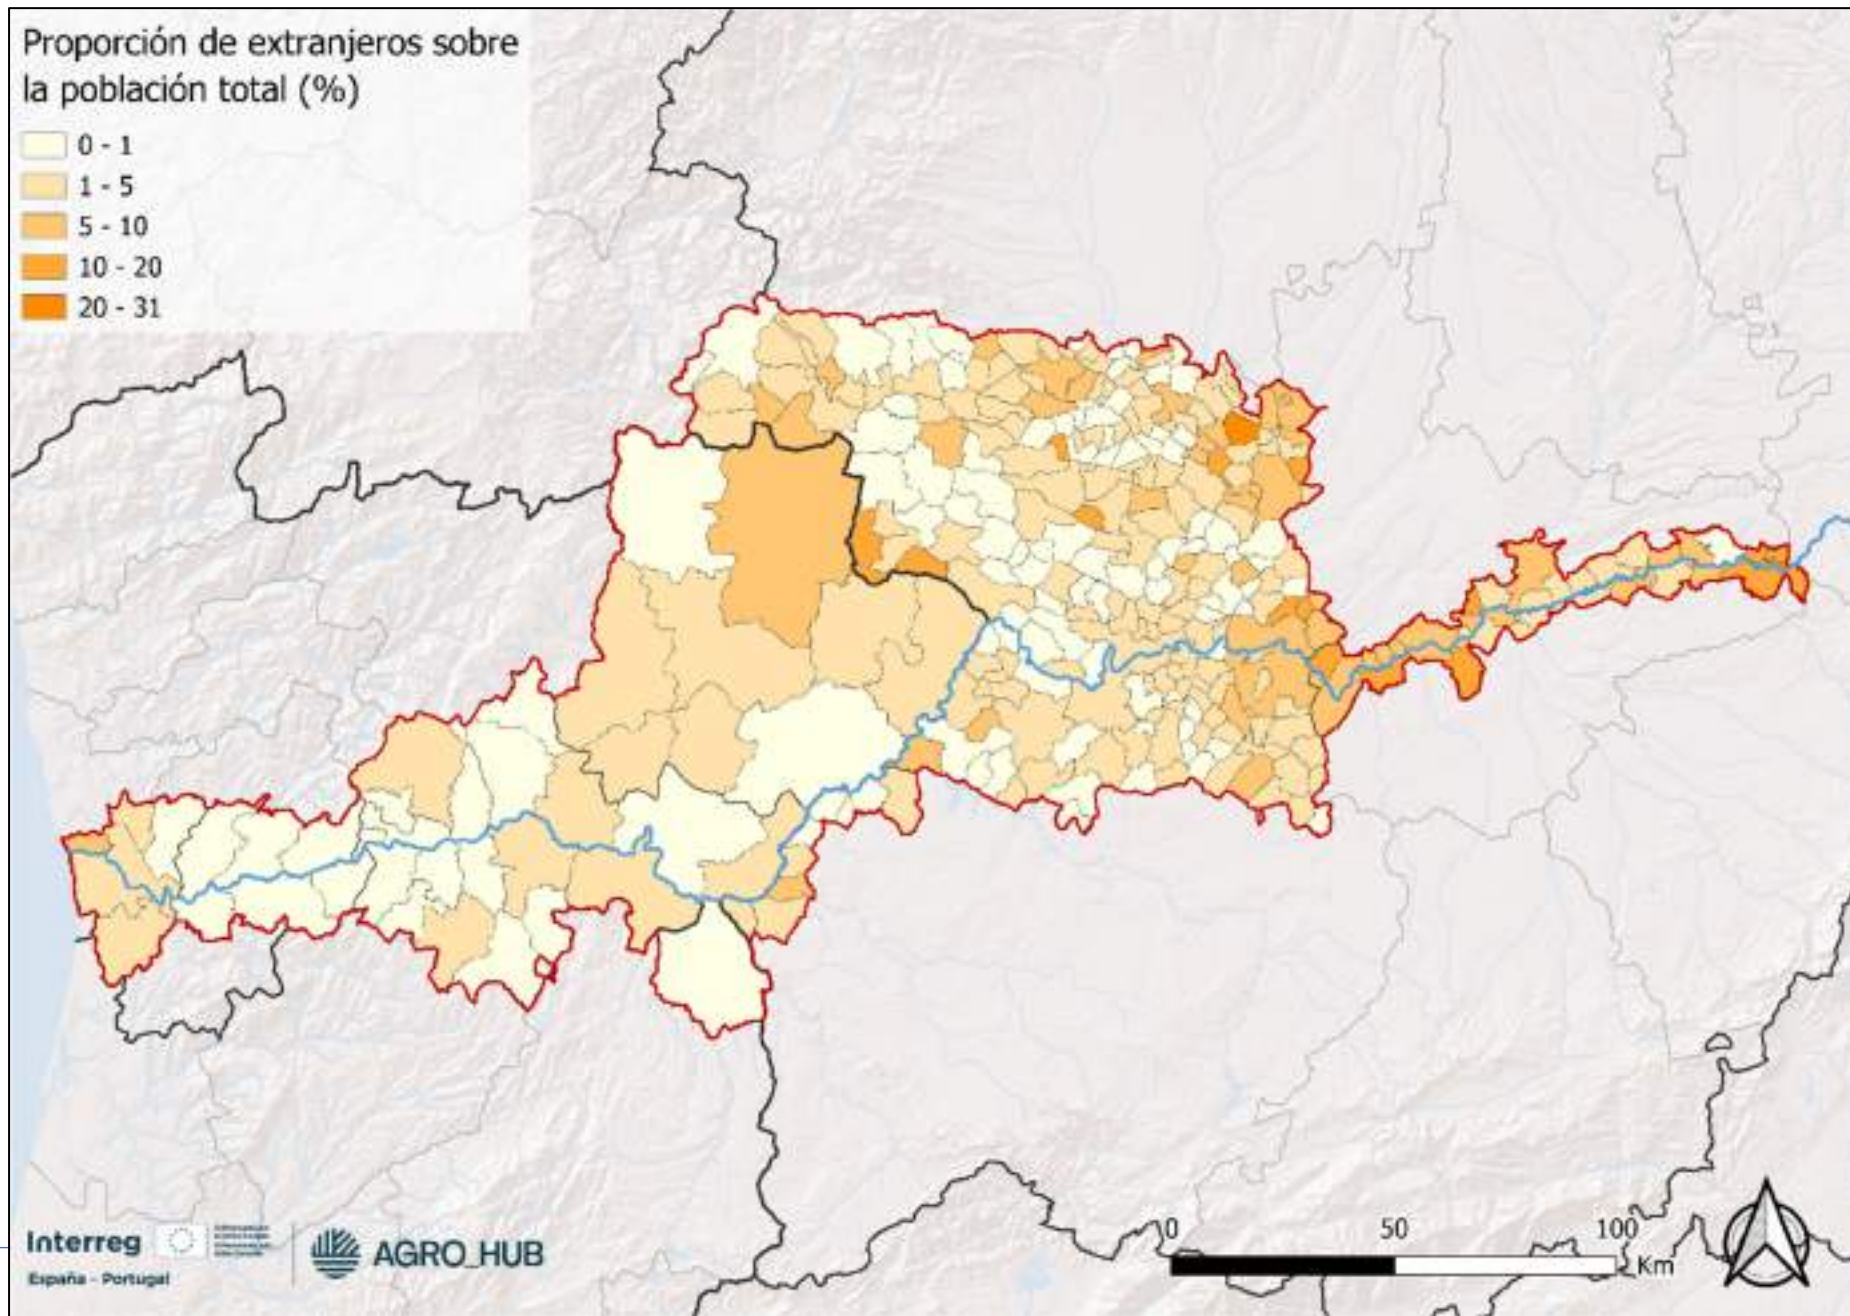 Proporción de extranjeros sobre
la población total (%)
0 - 1
1 - 5
5 - 10
10 - 20
20 - 31
Interreg
España - Portugal
AGRO_HUB
0 50 100
Km